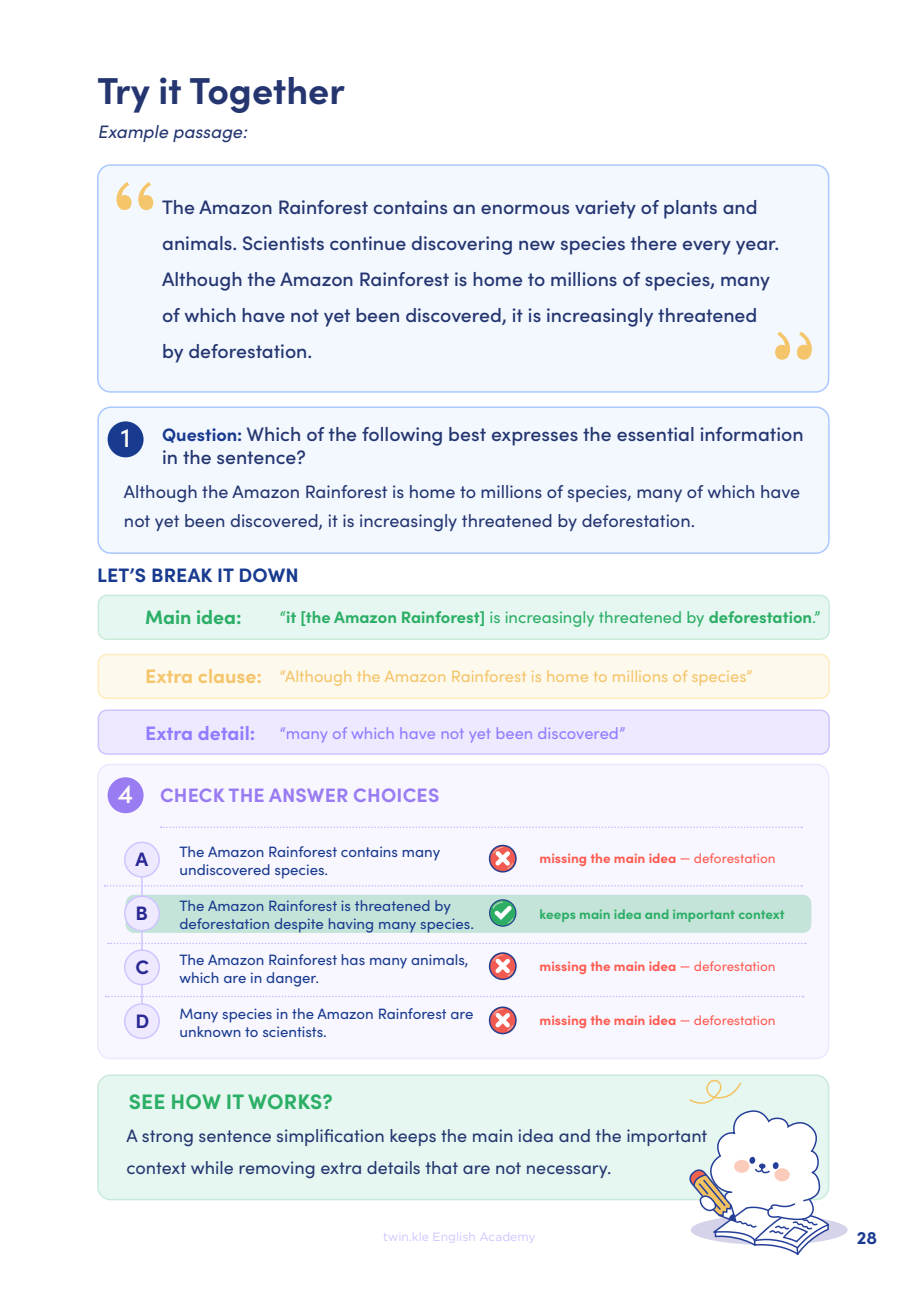 Try it Together
Example passage:
“ The Amazon Rainforest contains an enormous variety of plants and
animals. Scientists continue discovering new species there every year.
Although the Amazon Rainforest is home to millions of species, many
of which have not yet been discovered, it is increasingly threatened
by deforestation. ”
1 Question: Which of the following best expresses the essential information
in the sentence?
Although the Amazon Rainforest is home to millions of species, many of which have
not yet been discovered, it is increasingly threatened by deforestation.
LET’S BREAK IT DOWN
Main idea: “it [the Amazon Rainforest] is increasingly threatened by deforestation.”
Extra clause: “Although the Amazon Rainforest is home to millions of species”
Extra detail: “many of which have not yet been discovered”
4 CHECK THE ANSWER CHOICES
A The Amazon Rainforest contains many
undiscovered species.
missing the main idea — deforestation
B The Amazon Rainforest is threatened by
deforestation despite having many species.
keeps main idea and important context
C The Amazon Rainforest has many animals,
which are in danger.
missing the main idea — deforestation
D Many species in the Amazon Rainforest are
unknown to scientists.
missing the main idea — deforestation
SEE HOW IT WORKS?
A strong sentence simplification keeps the main idea and the important
context while removing extra details that are not necessary.
twin.kle English Academy
28